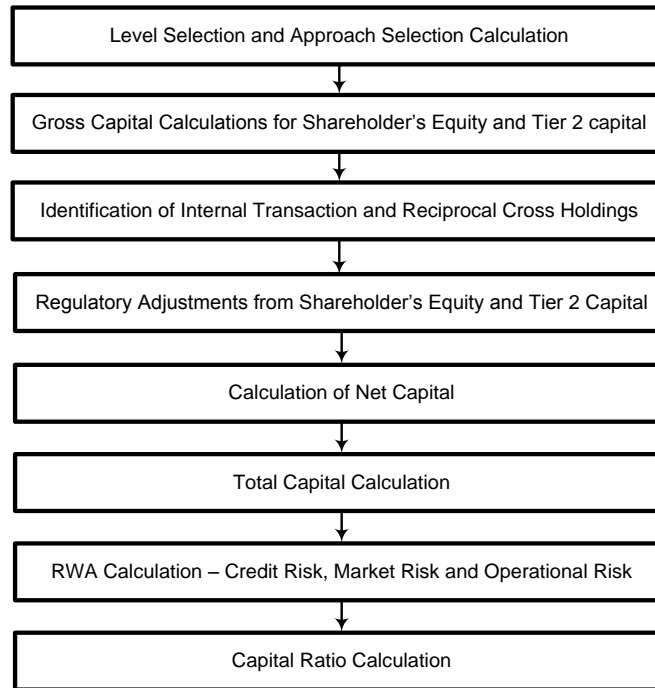 Level Selection and Approach Selection Calculation
Gross Capital Calculations for Shareholder’s Equity and Tier 2 capital
Identification of Internal Transaction and Reciprocal Cross Holdings
Regulatory Adjustments from Shareholder’s Equity and Tier 2 Capital
Calculation of Net Capital
Total Capital Calculation
RWA Calculation – Credit Risk, Market Risk and Operational Risk
Capital Ratio Calculation